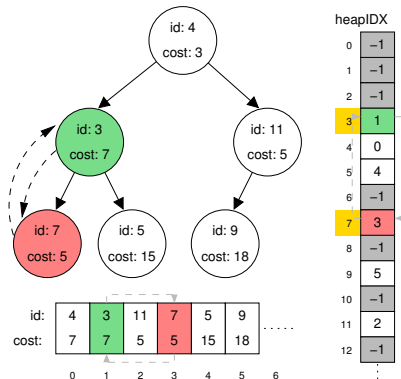 id: 4
cost: 3
id: 3
cost: 7
id: 11
cost: 5
id: 7
cost: 5
id: 5
cost: 15
id: 9
cost: 18
id: 4 3 11 7 5 9
cost: 7 7 5 5 15 18 . . . . .
0 1 2 3 4 5 6
heapIDX
0 −1
1 −1
2 −1
3 1
4 0
5 4
6 −1
7 3
8 −1
9 5
10 −1
11 2
12 −1